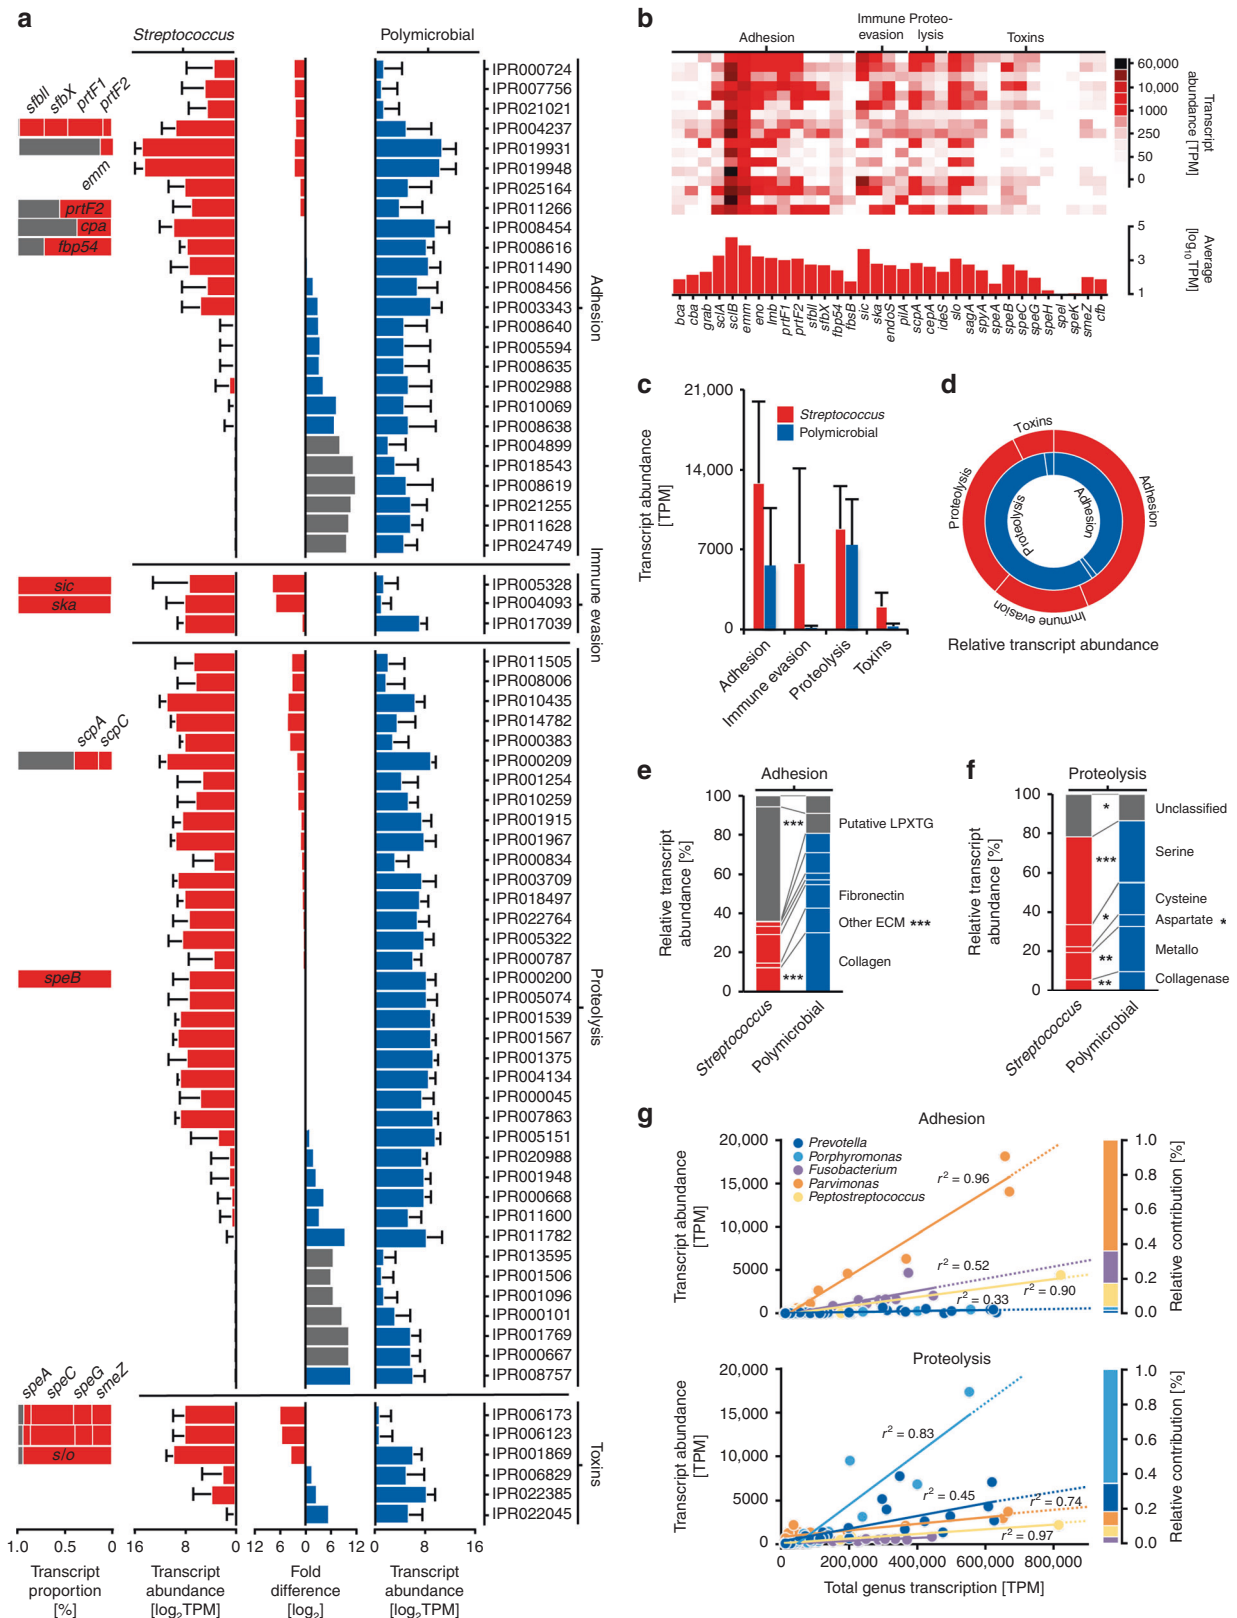 a
Streptococcus
Polymicrobial
sfbII
sfbX
prtF1
prtF2
emm
prtF2
cpa
fbp54
IPR000724
IPR007756
IPR021021
IPR004237
IPR019931
IPR019948
IPR025164
IPR011266
IPR008454
IPR008616
IPR011490
IPR008456
IPR003343
IPR008640
IPR005594
IPR008635
IPR002988
IPR010069
IPR008638
IPR004899
IPR018543
IPR008619
IPR021255
IPR011628
IPR024749
Adhesion
sic
ska
IPR005328
IPR004093
IPR017039
Immune evasion
scpA
scpC
speB
IPR011505
IPR008006
IPR010435
IPR014782
IPR000383
IPR000209
IPR001254
IPR010259
IPR001915
IPR001967
IPR000834
IPR003709
IPR018497
IPR022764
IPR005322
IPR000787
IPR000200
IPR005074
IPR001539
IPR001567
IPR001375
IPR004134
IPR000045
IPR007863
IPR005151
IPR020988
IPR001948
IPR000668
IPR011600
IPR011782
IPR013595
IPR001506
IPR001096
IPR000101
IPR001769
IPR000667
IPR008757
Proteolysis
speA
speC
speG
smeZ
slo
IPR006173
IPR006123
IPR001869
IPR006829
IPR022385
IPR022045
Toxins
1.0 0.5 0
16 8 0
12 6 0 6 12
0 8 16
Transcript
proportion
[%]
Transcript
abundance
[log2TPM]
Fold
difference
[log2]
Transcript
abundance
[log2TPM]
b
Adhesion
Immune
evasion
Proteo-
lysis
Toxins
60,000
10,000
1000
250
50
0
Transcript
abundance
[TPM]
5
3
1
Average
[log10TPM]
bca
cba
grab
sclA
sclB
emm
eno
lmb
prtF1
prtF2
sfbII
sfbX
fbp54
fbsB
sic
ska
endoS
pilA
scpA
cepA
ideS
slo
sagA
spyA
speA
speB
speC
speG
speH
speI
speK
smeZ
cfb
c
21,000
14,000
7000
0
Transcript abundance
[TPM]
Streptococcus
Polymicrobial
Adhesion
Immune evasion
Proteolysis
Toxins
d
Toxins
Adhesion
Immune evasion
Proteolysis
Adhesion
Proteolysis
Relative transcript abundance
e
Adhesion
100
80
60
40
20
0
Relative transcript
abundance [%]
***
***
Putative LPXTG
Fibronectin
Other ECM ***
Collagen
Streptococcus
Polymicrobial
f
Proteolysis
100
80
60
40
20
0
Relative transcript
abundance [%]
*
***
*
**
**
Unclassified
Serine
Cysteine
Aspartate *
Metallo
Collagenase
Streptococcus
Polymicrobial
g
Adhesion
20,000
15,000
10,000
5000
0
Transcript abundance
[TPM]
Prevotella
Porphyromonas
Fusobacterium
Parvimonas
Peptostreptococcus
r2 = 0.96
r2 = 0.52
r2 = 0.33
r2 = 0.90
1.0
0.8
0.6
0.4
0.2
0.0
Relative contribution [%]
Proteolysis
20,000
15,000
10,000
5000
0
Transcript abundance
[TPM]
r2 = 0.83
r2 = 0.45
r2 = 0.74
r2 = 0.97
1.0
0.8
0.6
0.4
0.2
0.0
Relative contribution [%]
0 200,000 400,000 600,000 800,000
Total genus transcription [TPM]